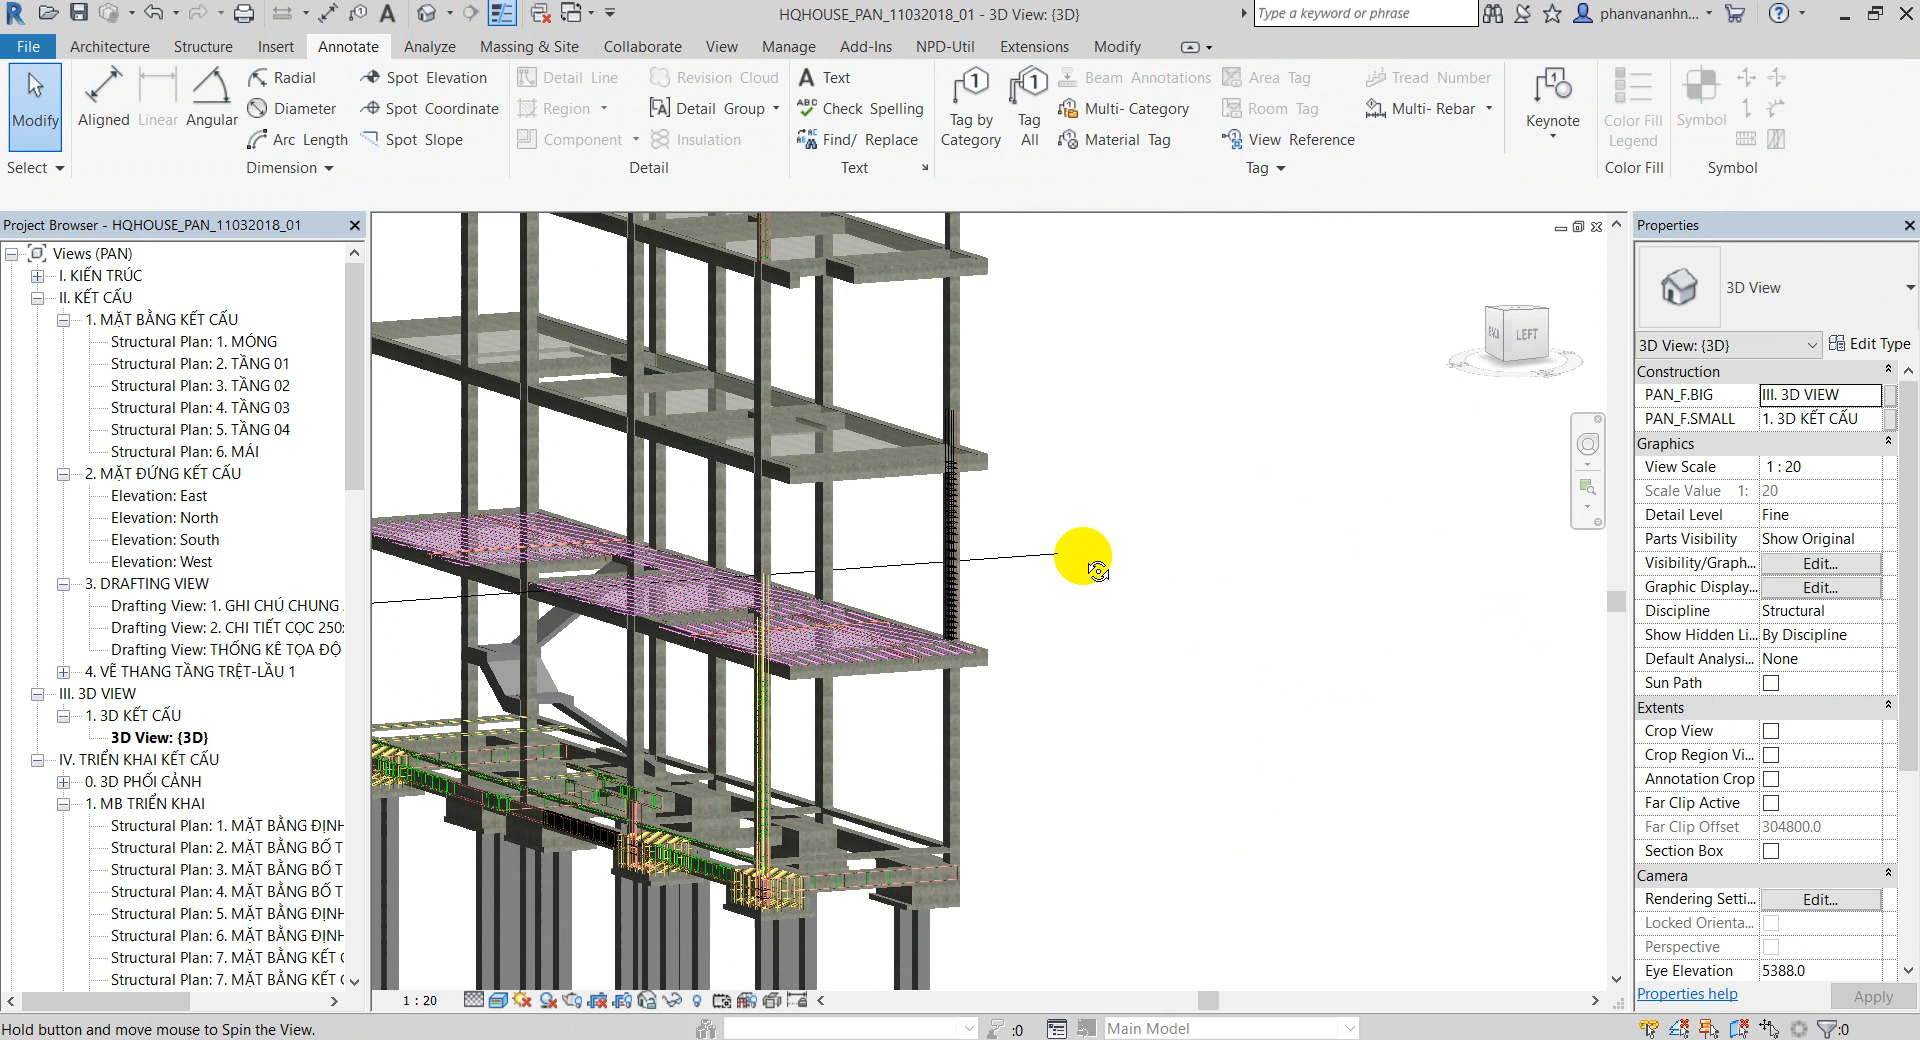 HQHOUSE_PAN_11032018_01 - 3D View: {3D}
Type a keyword or phrase
phanvananhn...
File
Architecture
Structure
Insert
Annotate
Analyze
Massing & Site
Collaborate
View
Manage
Add-Ins
NPD-Util
Extensions
Modify
Modify
Select
Aligned
Linear
Angular
Radial
Diameter
Arc Length
Spot Elevation
Spot Coordinate
Spot Slope
Dimension
Detail Line
Region
Component
Revision Cloud
Detail Group
Insulation
Detail
Text
Check Spelling
Find/ Replace
Text
Tag by Category
Tag All
Beam Annotations
Multi- Category
Material Tag
Area Tag
Room Tag
View Reference
Tread Number
Multi- Rebar
Tag
Keynote
Color Fill Legend
Color Fill
Symbol
Symbol
Project Browser - HQHOUSE_PAN_11032018_01
Views (PAN)
I. KIẾN TRÚC
II. KẾT CẤU
1. MẶT BẰNG KẾT CẤU
Structural Plan: 1. MÓNG
Structural Plan: 2. TẦNG 01
Structural Plan: 3. TẦNG 02
Structural Plan: 4. TẦNG 03
Structural Plan: 5. TẦNG 04
Structural Plan: 6. MÁI
2. MẶT ĐỨNG KẾT CẤU
Elevation: East
Elevation: North
Elevation: South
Elevation: West
3. DRAFTING VIEW
Drafting View: 1. GHI CHÚ CHUNG
Drafting View: 2. CHI TIẾT CỌC 250
Drafting View: THỐNG KÊ TỌA ĐỘ
4. VẼ THANG TẦNG TRỆT-LẦU 1
III. 3D VIEW
1. 3D KẾT CẤU
3D View: {3D}
IV. TRIỂN KHAI KẾT CẤU
0. 3D PHỐI CẢNH
1. MB TRIỂN KHAI
Structural Plan: 1. MẶT BẰNG ĐỊNH
Structural Plan: 2. MẶT BẰNG BỐ T
Structural Plan: 3. MẶT BẰNG BỐ T
Structural Plan: 4. MẶT BẰNG BỐ T
Structural Plan: 5. MẶT BẰNG ĐỊNH
Structural Plan: 6. MẶT BẰNG ĐỊNH
Structural Plan: 7. MẶT BẰNG KẾT
Structural Plan: 7. MẶT BẰNG KẾT
LEFT
Properties
3D View
3D View: {3D}
Edit Type
Construction
PAN_F.BIG III. 3D VIEW
PAN_F.SMALL 1. 3D KẾT CẤU
Graphics
View Scale 1 : 20
Scale Value 1: 20
Detail Level Fine
Parts Visibility Show Original
Visibility/Graph... Edit...
Graphic Display... Edit...
Discipline Structural
Show Hidden Li... By Discipline
Default Analysi... None
Sun Path
Extents
Crop View
Crop Region Vi...
Annotation Crop
Far Clip Active
Far Clip Offset 304800.0
Section Box
Camera
Rendering Setti... Edit...
Locked Orienta...
Perspective
Eye Elevation 5388.0
Properties help
Apply
1 : 20
Hold button and move mouse to Spin the View.
:0
Main Model
:0